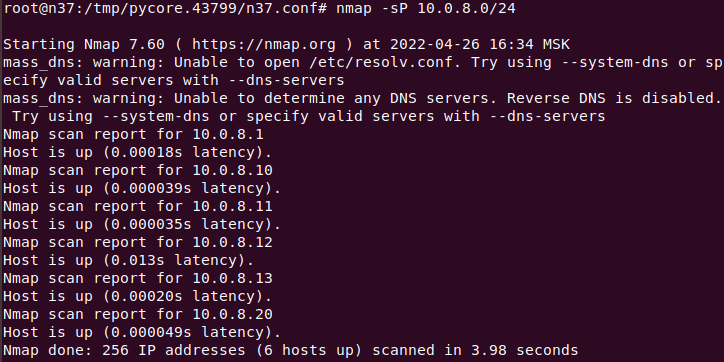 root@n37:/tmp/pycore.43799/n37.conf# nmap -sP 10.0.8.0/24
Starting Nmap 7.60 ( https://nmap.org ) at 2022-04-26 16:34 MSK
mass_dns: warning: Unable to open /etc/resolv.conf. Try using --system-dns or sp
ecify valid servers with --dns-servers
mass_dns: warning: Unable to determine any DNS servers. Reverse DNS is disabled.
 Try using --system-dns or specify valid servers with --dns-servers
Nmap scan report for 10.0.8.1
Host is up (0.00018s latency).
Nmap scan report for 10.0.8.10
Host is up (0.000039s latency).
Nmap scan report for 10.0.8.11
Host is up (0.000035s latency).
Nmap scan report for 10.0.8.12
Host is up (0.013s latency).
Nmap scan report for 10.0.8.13
Host is up (0.00020s latency).
Nmap scan report for 10.0.8.20
Host is up (0.000049s latency).
Nmap done: 256 IP addresses (6 hosts up) scanned in 3.98 seconds